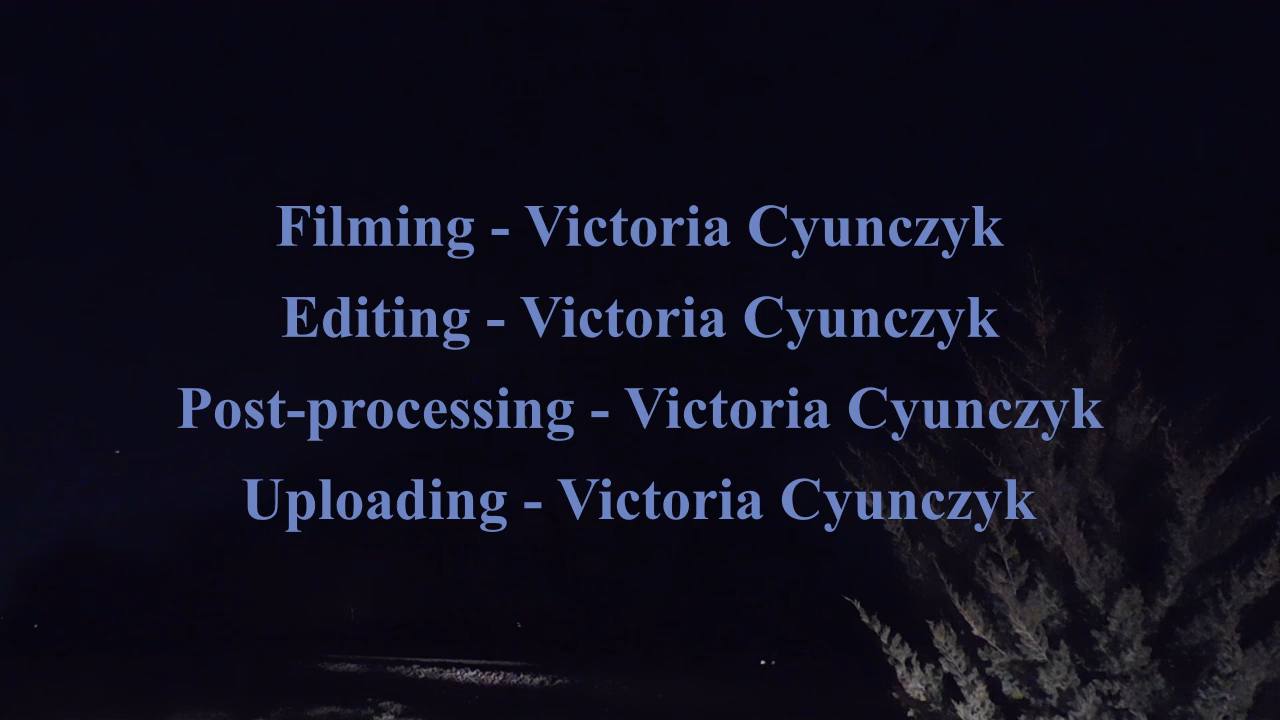 Filming - Victoria Cyunczyk
Editing - Victoria Cyunczyk
Post-processing - Victoria Cyunczyk
Uploading - Victoria Cyunczyk